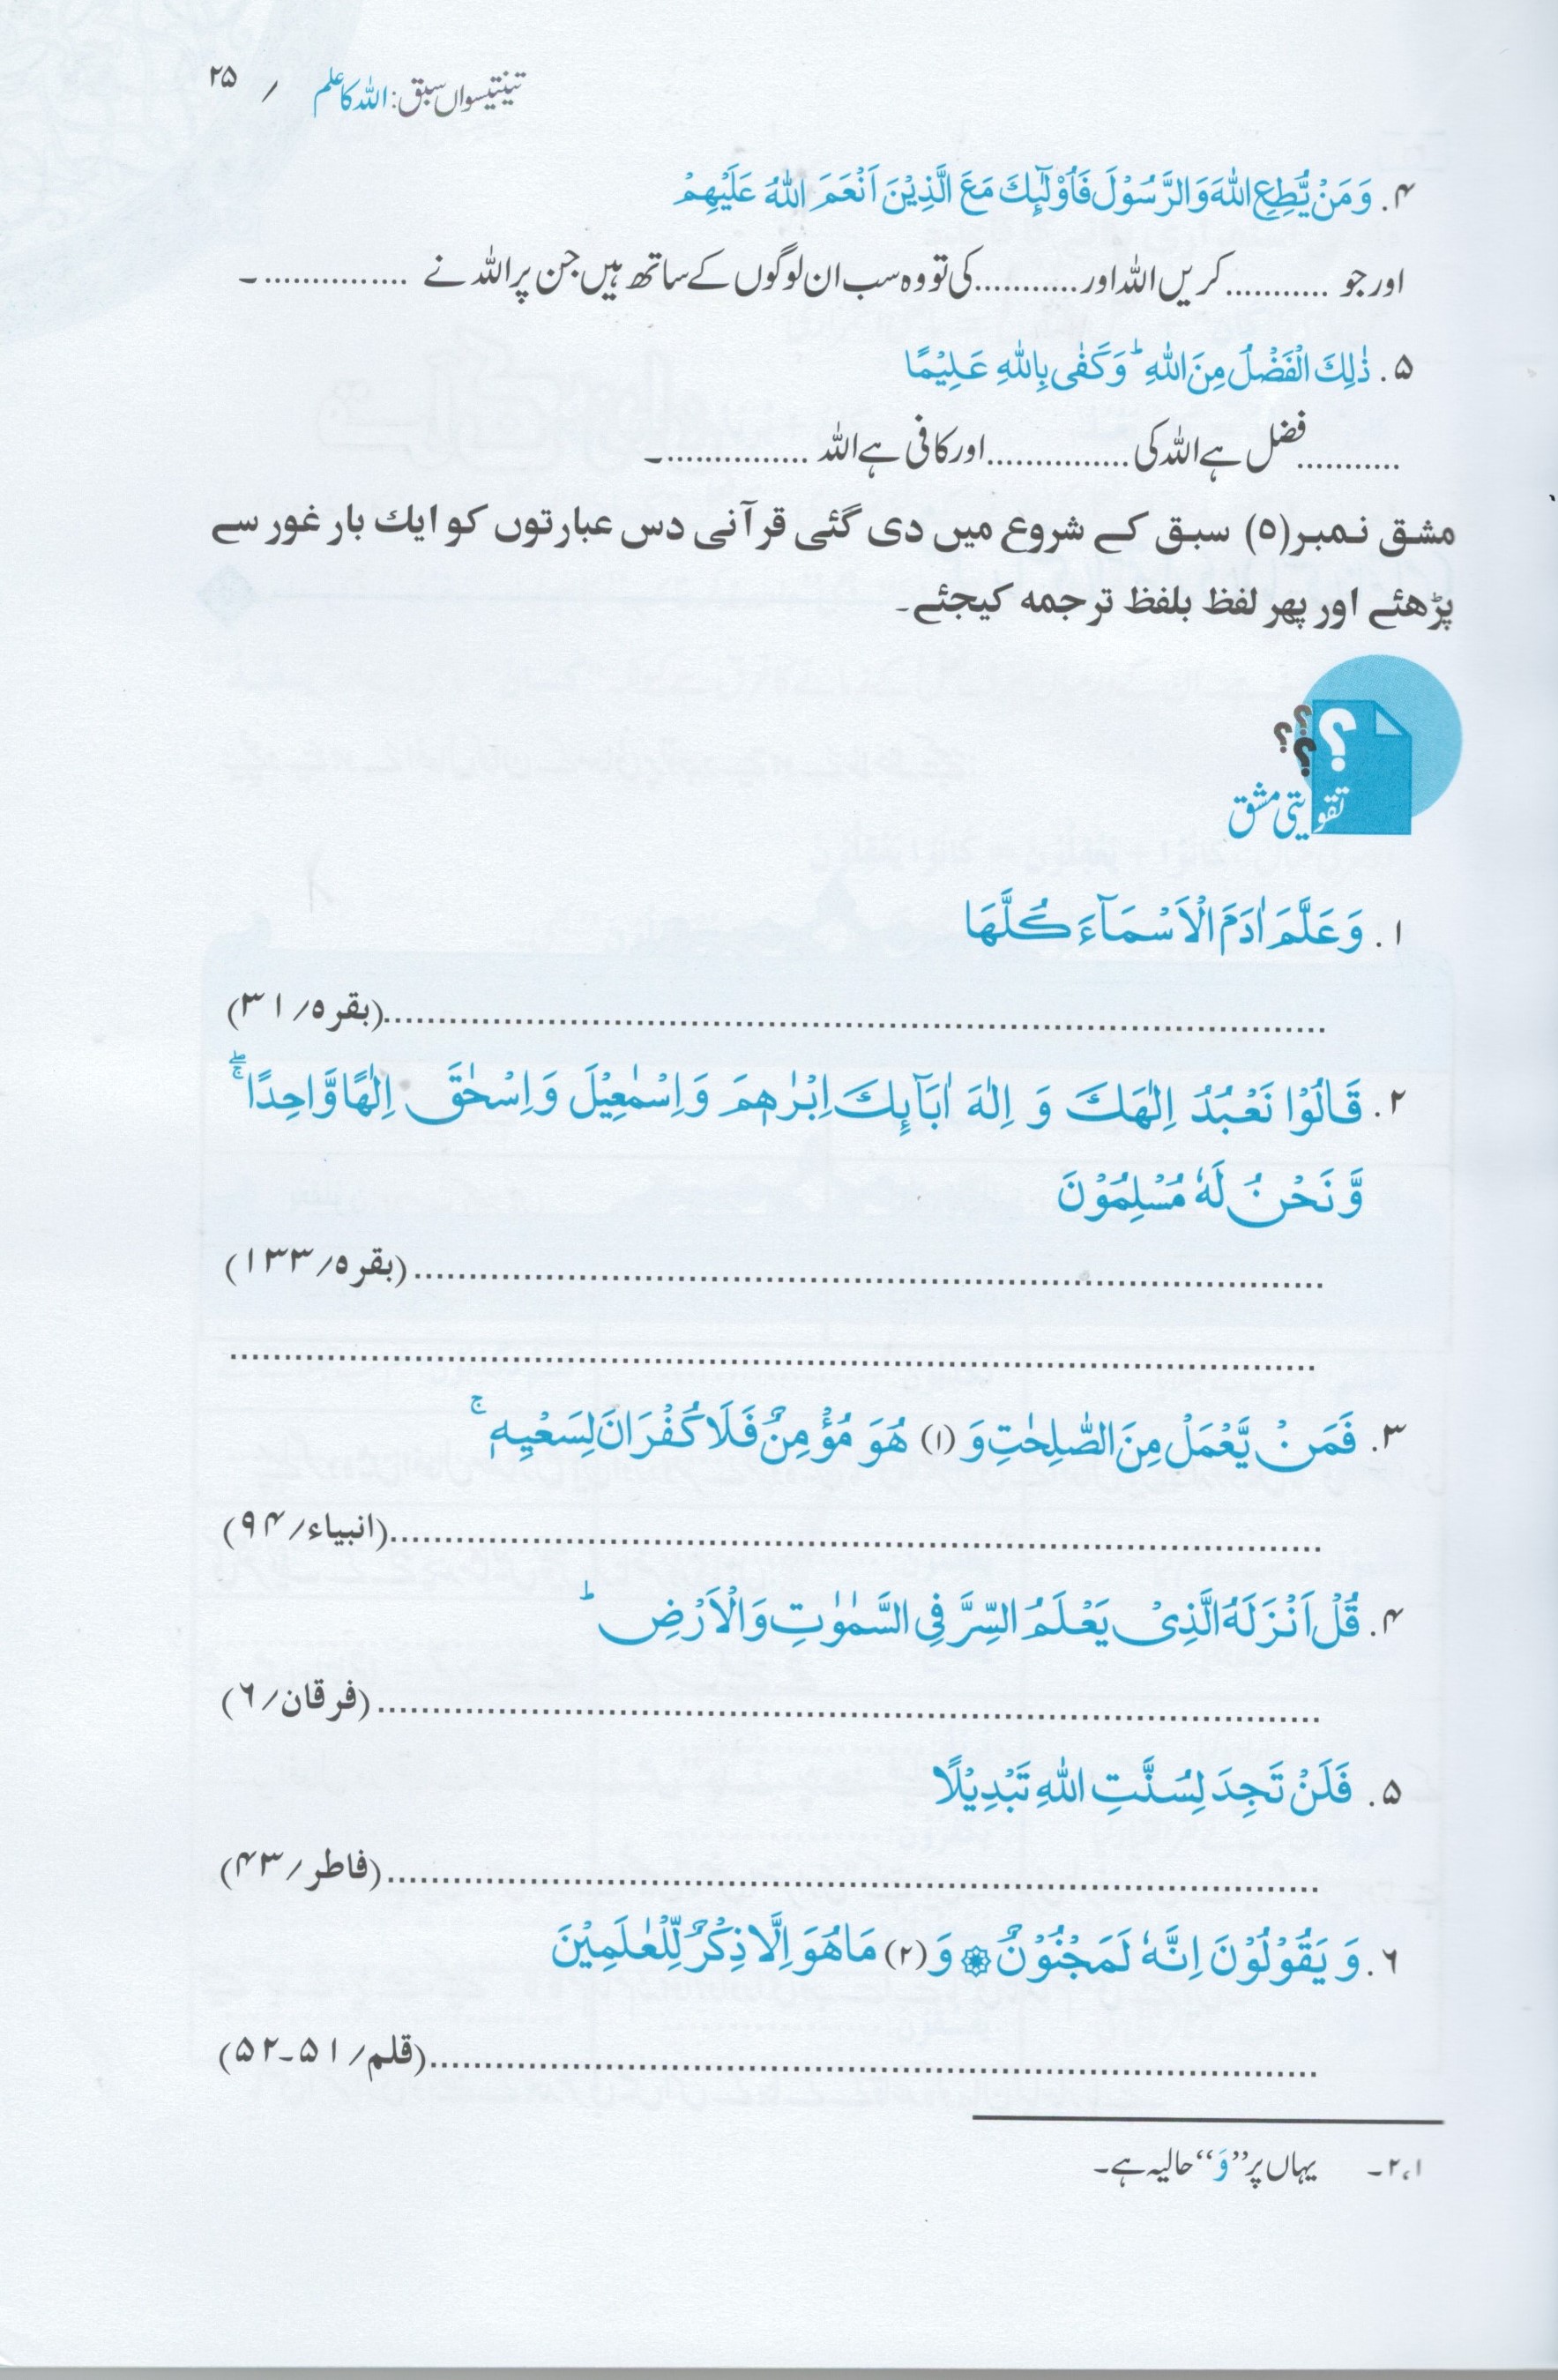 تینتیسواں سبق: اللہ کا علم / ۲۵
۴. وَمَنْ يُّطِعِ اللّٰهَ وَالرَّسُوْلَ فَاُوْلٰٓئِكَ مَعَ الَّذِيْنَ اَنْعَمَ اللّٰهُ عَلَيْهِمْ
اور جو ........... کریں اللہ اور ........... کی تو وہ سب ان لوگوں کے ساتھ ہیں جن پر اللہ نے ............... ۔
۵. ذٰلِكَ الْفَضْلُ مِنَ اللّٰهِ ؕ وَكَفٰى بِاللّٰهِ عَلِيْمًا
........... فضل ہے اللہ کی ............... اور کافی ہے اللہ ............... ۔
مشق نمبر(۵) سبق کے شروع میں دی گئی قرآنی دس عبارتوں کو ایک بار غور سے
پڑھئے اور پھر لفظ بلفظ ترجمہ کیجئے۔
؟ ؟ ؟ ؟
تقویتی مشق
۱. وَعَلَّمَ اٰدَمَ الْاَسْمَآءَ كُلَّهَا
...............(بقرہ/۳۱)
۲. قَالُوْا نَعْبُدُ اِلٰهَكَ وَ اِلٰهَ اٰبَآئِكَ اِبْرٰهٖمَ وَاِسْمٰعِيْلَ وَاِسْحٰقَ اِلٰهًا وَّاحِدًا ۚۖ
وَّنَحْنُ لَهٗ مُسْلِمُوْنَ
...............(بقرہ/۱۳۳)
...............
۳. فَمَنْ يَّعْمَلْ مِنَ الصّٰلِحٰتِ وَ (۱) هُوَ مُؤْمِنٌ فَلَا كُفْرَانَ لِسَعْيِهٖ ۚ
...............(انبیاء/۹۴)
۴. قُلْ اَنْزَلَهُ الَّذِىْ يَعْلَمُ السِّرَّ فِى السَّمٰوٰتِ وَالْاَرْضِ ؕ
...............(فرقان/۶)
۵. فَلَنْ تَجِدَ لِسُنَّتِ اللّٰهِ تَبْدِيْلًا
...............(فاطر/۴۳)
۶. وَ يَقُوْلُوْنَ اِنَّهٗ لَمَجْنُوْنٌ ۞ وَ (۲) مَا هُوَ اِلَّا ذِكْرٌ لِّلْعٰلَمِيْنَ
...............(قلم/۵۱۔۵۲)
۱،۲۔ یہاں پر ”وَ“ حالیہ ہے۔